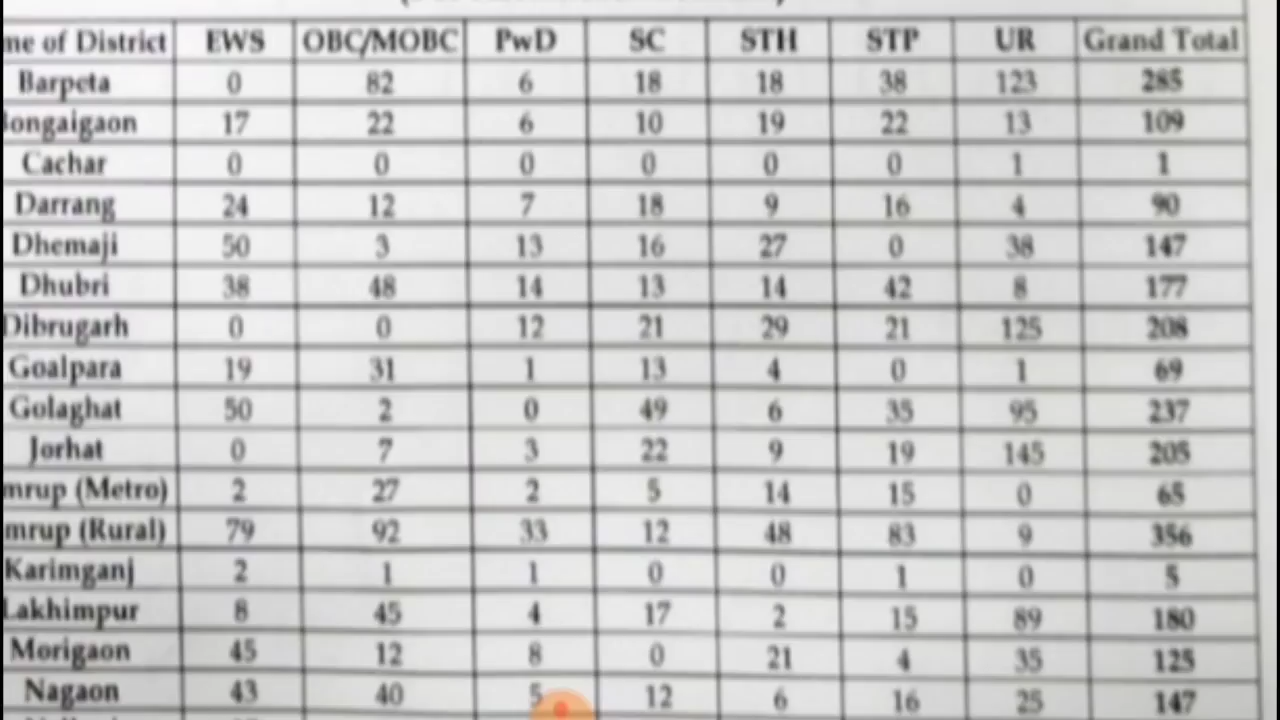 me of District EWS OBC/MOBC PwD SC STH STP UR Grand Total
Barpeta 0 82 6 18 18 38 123 285
ongaigaon 17 22 6 10 19 22 13 109
Cachar 0 0 0 0 0 0 1 1
Darrang 24 12 7 18 9 16 4 90
Dhemaji 50 3 13 16 27 0 38 147
Dhubri 38 48 14 13 14 42 8 177
Dibrugarh 0 0 12 21 29 21 125 208
Goalpara 19 31 1 13 4 0 1 69
Golaghat 50 2 0 49 6 35 95 237
Jorhat 0 7 3 22 9 19 145 205
mrup (Metro) 2 27 2 5 14 15 0 65
mrup (Rural) 79 92 33 12 48 83 9 356
Karimganj 2 1 1 0 0 1 0 5
Lakhimpur 8 45 4 17 2 15 89 180
Morigaon 45 12 8 0 21 4 35 125
Nagaon 43 40 5 12 6 16 25 147